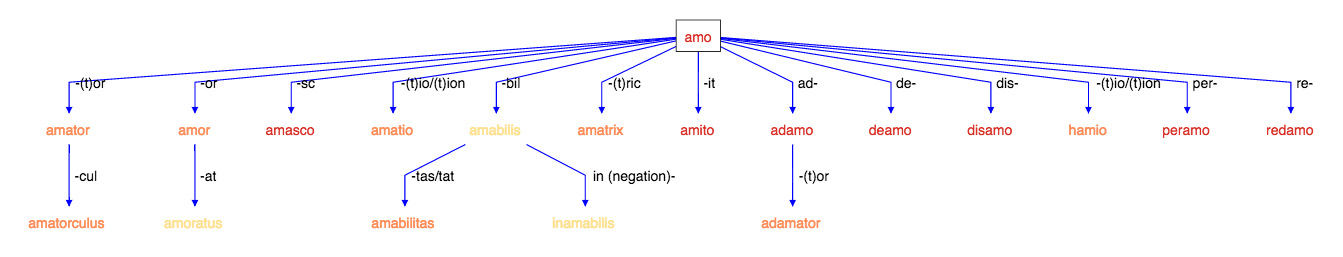 amo
-(t)or -or -sc -(t)io/(t)ion -bil -(t)ric -it ad- de- dis- -(t)io/(t)ion per- re-
amator amor amasco amatio amabilis amatrix amito adamo deamo disamo hamio peramo redamo
-cul -at -tas/tat in (negation)- -(t)or
amatorculus amoratus amabilitas inamabilis adamator